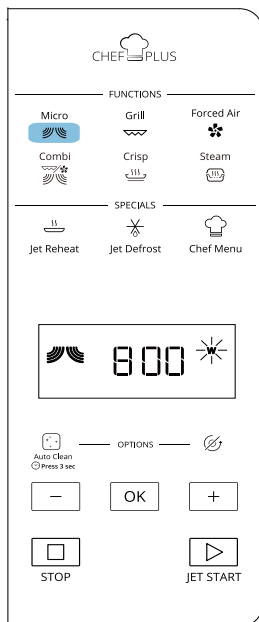 CHEF PLUS
FUNCTIONS
Micro Grill Forced Air
Combi Crisp Steam
SPECIALS
Jet Reheat Jet Defrost Chef Menu
800 W
OPTIONS
Auto Clean
Press 3 sec
− OK +
STOP JET START